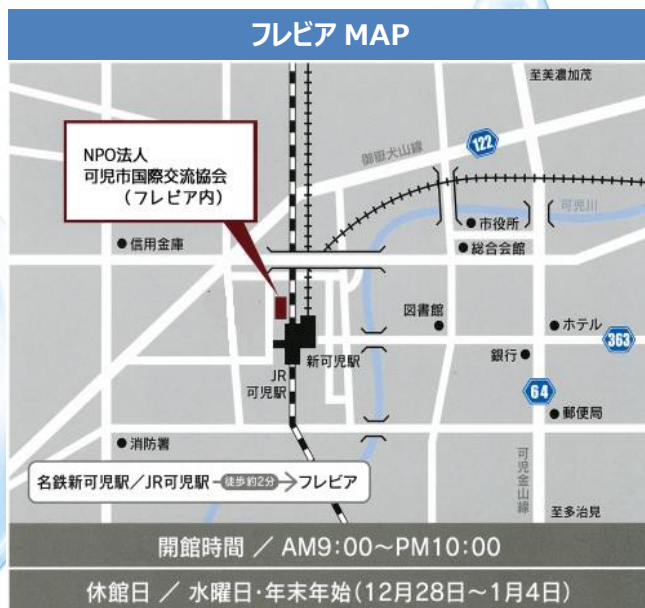 フレビア MAP
至美濃加茂
122
御嶽犬山線
NPO法人
可児市国際交流協会
（フレビア内）
可児川
市役所
信用金庫
総合会館
図書館
ホテル
363
新可児駅
銀行
JR
可児駅
64
郵便局
消防署
可児金山線
名鉄新可児駅／JR可児駅 徒歩約2分 フレビア
至多治見
開館時間 ／ AM9:00～PM10:00
休館日 ／ 水曜日･年末年始(12月28日～1月4日)